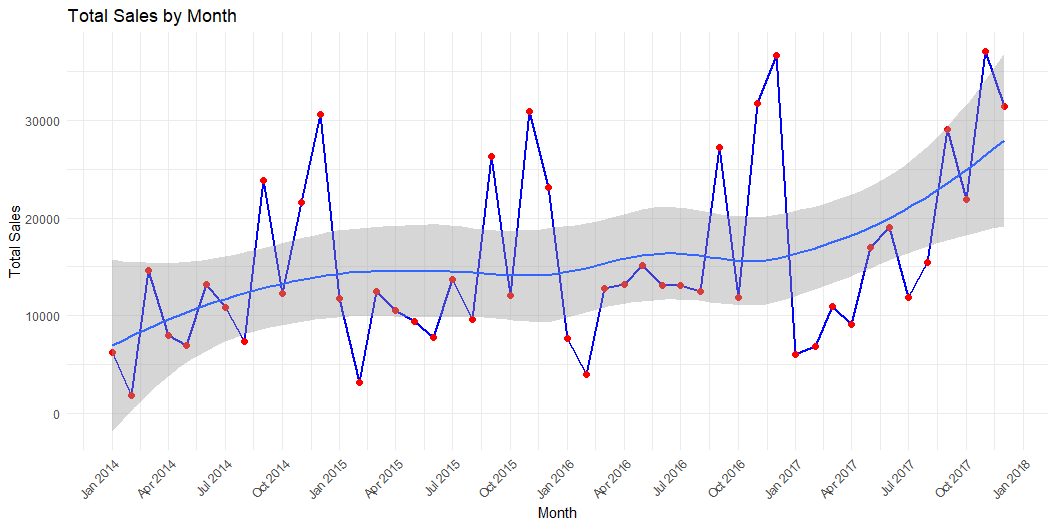 Total Sales by Month
Total Sales
30000
20000
10000
0
Jan 2014
Apr 2014
Jul 2014
Oct 2014
Jan 2015
Apr 2015
Jul 2015
Oct 2015
Jan 2016
Apr 2016
Jul 2016
Oct 2016
Jan 2017
Apr 2017
Jul 2017
Oct 2017
Jan 2018
Month